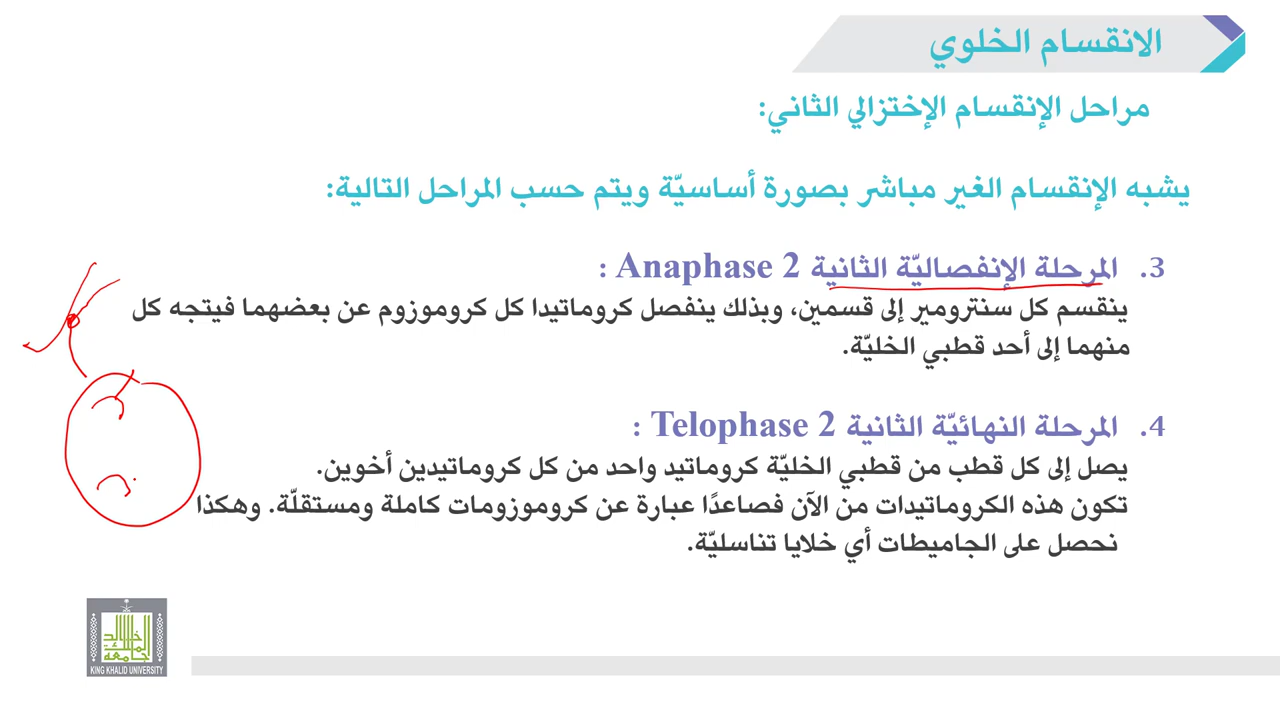 الانقسام الخلوي
مراحل الإنقسام الإختزالي الثاني:
يشبه الإنقسام الغير مباشر بصورة أساسيّة ويتم حسب المراحل التالية:
3. المرحلة الإنفصاليّة الثانية Anaphase 2 :
ينقسم كل سنترومير إلى قسمين، وبذلك ينفصل كروماتيدا كل كروموزوم عن بعضهما فيتجه كل
منهما إلى أحد قطبي الخليّة.
4. المرحلة النهائيّة الثانية Telophase 2 :
يصل إلى كل قطب من قطبي الخليّة كروماتيد واحد من كل كروماتيدين أخوين.
تكون هذه الكروماتيدات من الآن فصاعدًا عبارة عن كروموزومات كاملة ومستقلّة. وهكذا
نحصل على الجاميطات أي خلايا تناسليّة.
جامعة الملك خالد
KING KHALID UNIVERSITY